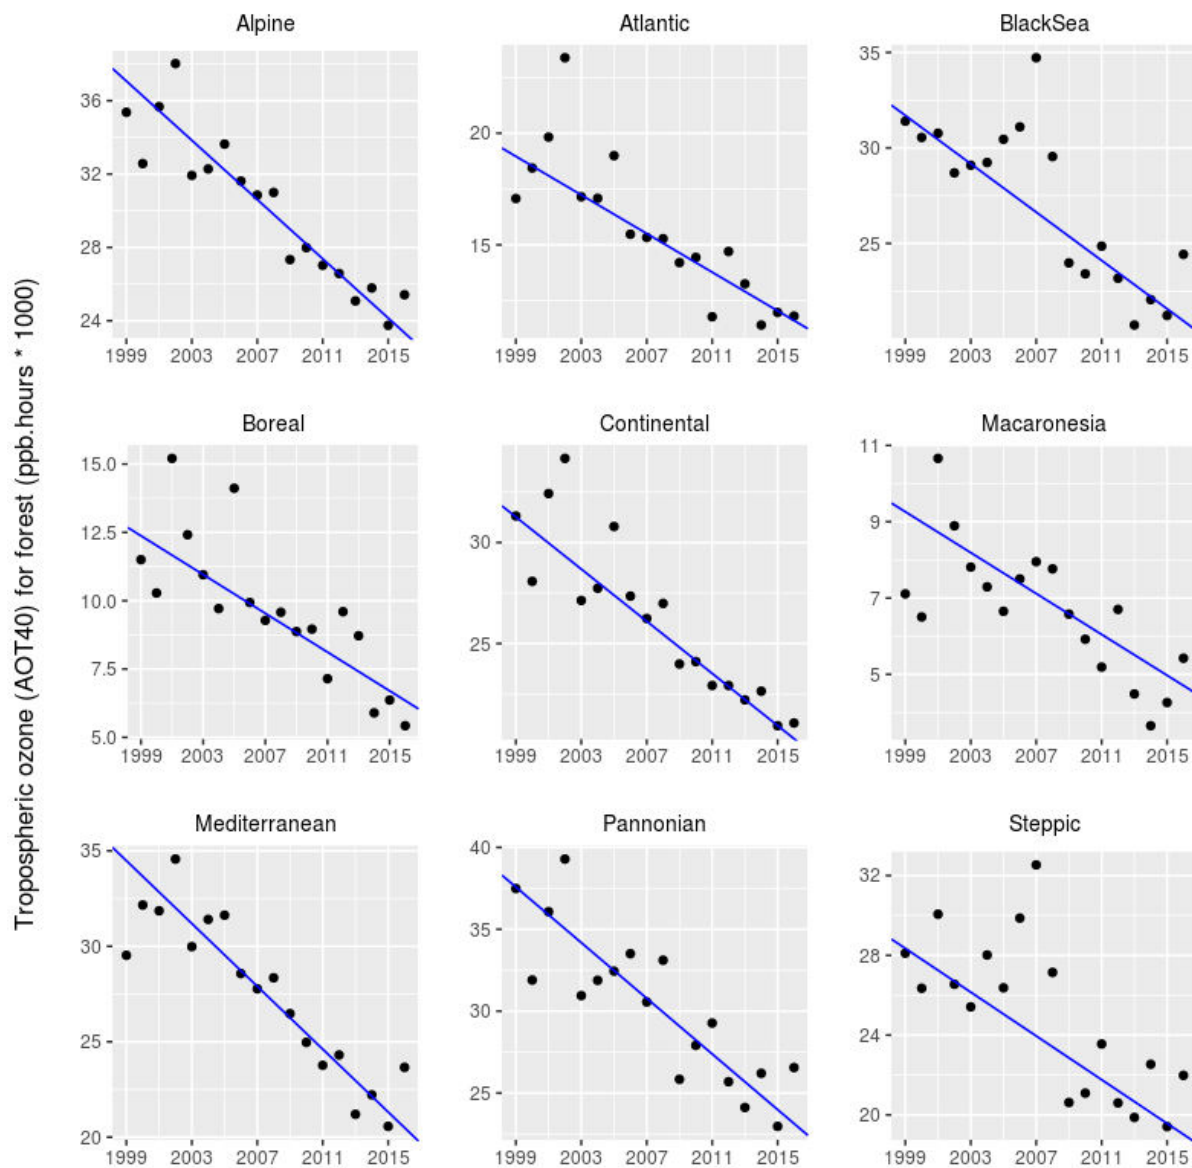 Tropospheric ozone (AOT40) for forest (ppb.hours * 1000)
Alpine
36
32
28
24
1999 2003 2007 2011 2015
Atlantic
20
15
1999 2003 2007 2011 2015
BlackSea
35
30
25
1999 2003 2007 2011 2015
Boreal
15.0
12.5
10.0
7.5
5.0
1999 2003 2007 2011 2015
Continental
30
25
1999 2003 2007 2011 2015
Macaronesia
11
9
7
5
1999 2003 2007 2011 2015
Mediterranean
35
30
25
20
1999 2003 2007 2011 2015
Pannonian
40
35
30
25
1999 2003 2007 2011 2015
Steppic
32
28
24
20
1999 2003 2007 2011 2015